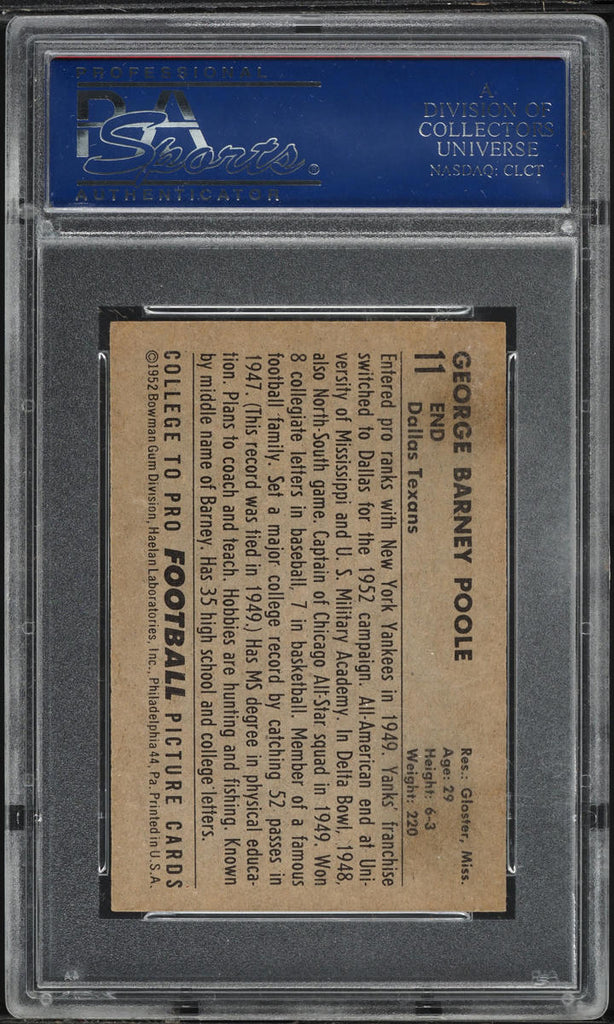 PROFESSIONAL
PSA
Sports®
AUTHENTICATOR
A
DIVISION OF
COLLECTORS
UNIVERSE
NASDAQ: CLCT
GEORGE BARNEY POOLE
11 END
Dallas Texans
Res.: Gloster, Miss.
Age: 29
Height: 6-3
Weight: 220
Entered pro ranks with New York Yankees in 1949. Yanks' franchise
switched to Dallas for the 1952 campaign. All-American end at Uni-
versity of Mississippi and U. S. Military Academy. In Delta Bowl, 1948,
also North-South game. Captain of Chicago All-Star squad in 1949. Won
8 collegiate letters in baseball, 7 in basketball. Member of a famous
football family. Set a major college record by catching 52 passes in
1947. (This record was tied in 1949.) Has MS degree in physical educa-
tion. Plans to coach and teach. Hobbies are hunting and fishing. Known
by middle name of Barney. Has 35 high school and college letters.
COLLEGE TO PRO FOOTBALL PICTURE CARDS
©1952 Bowman Gum Division, Haelan Laboratories, Inc., Philadelphia 44, Pa. Printed in U.S.A.